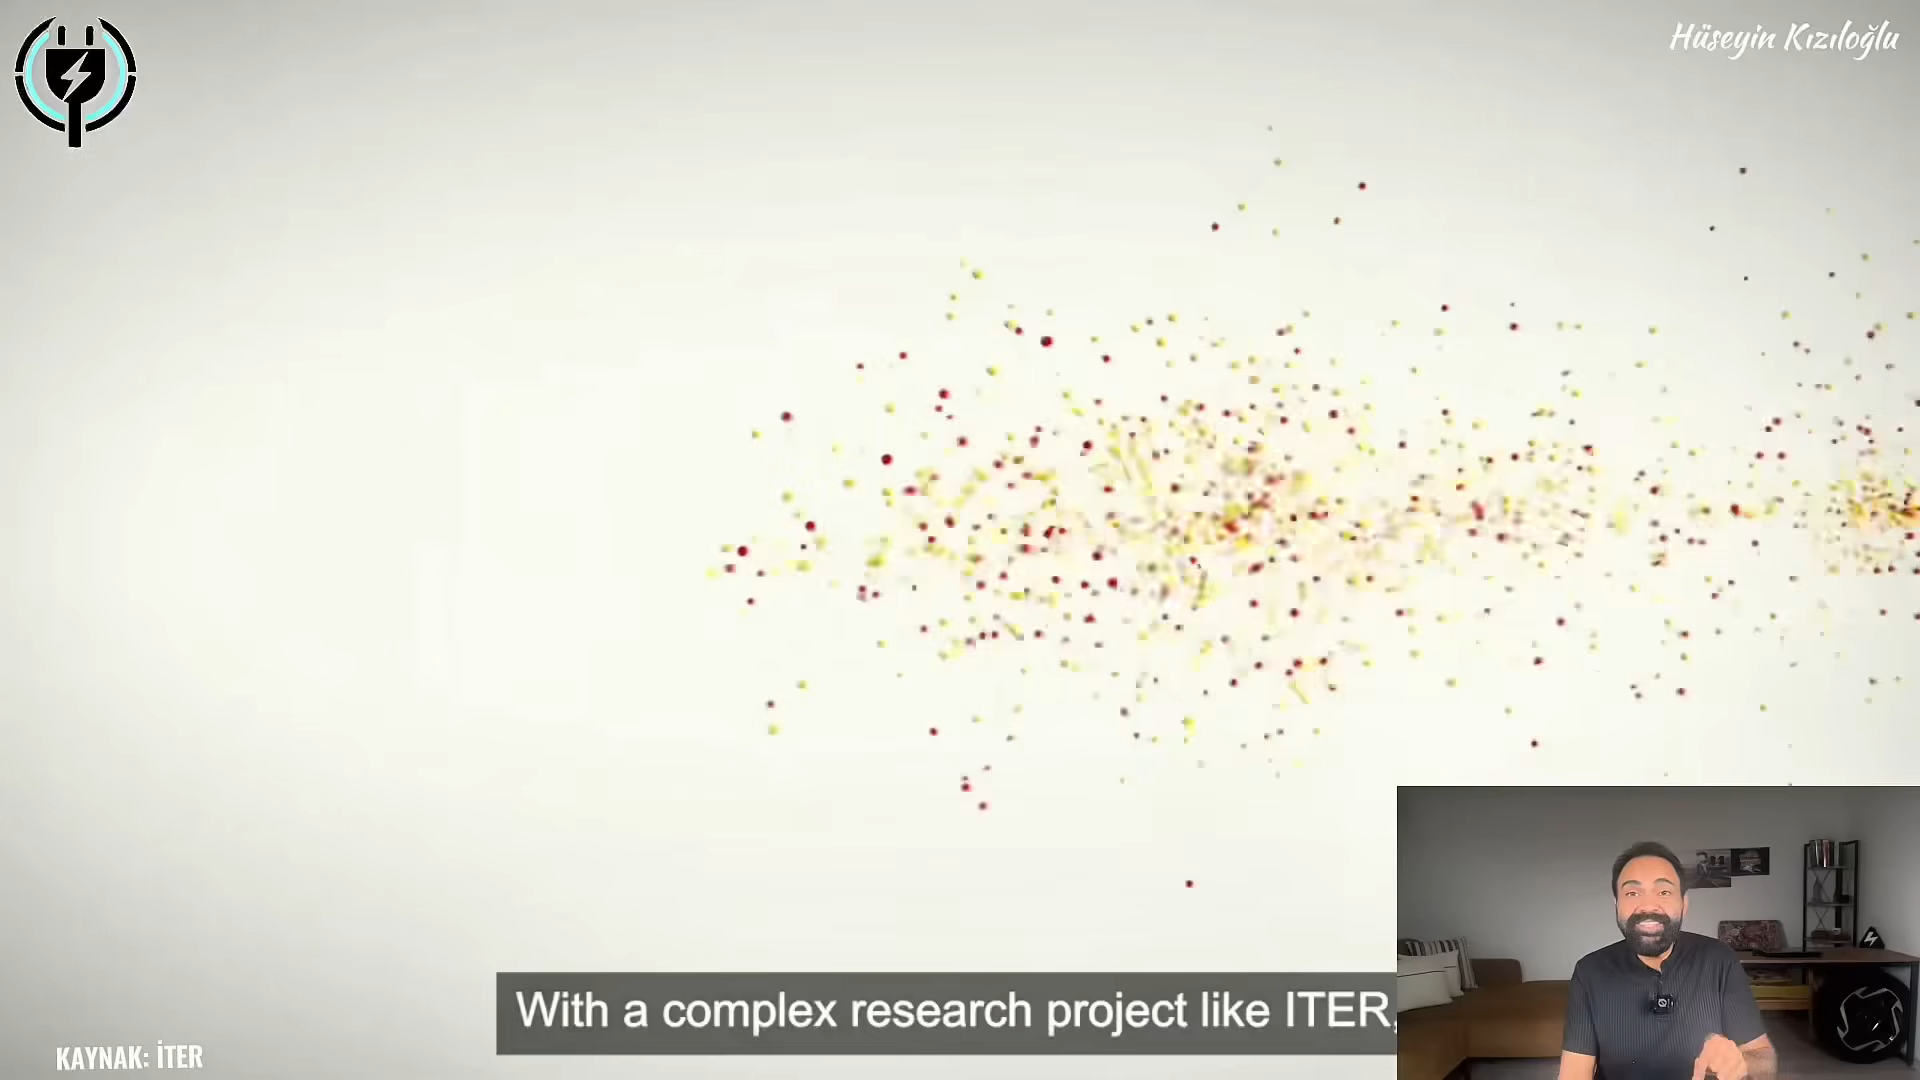 Hüseyin Kızıloğlu
With a complex research project like ITER,
KAYNAK: İTER